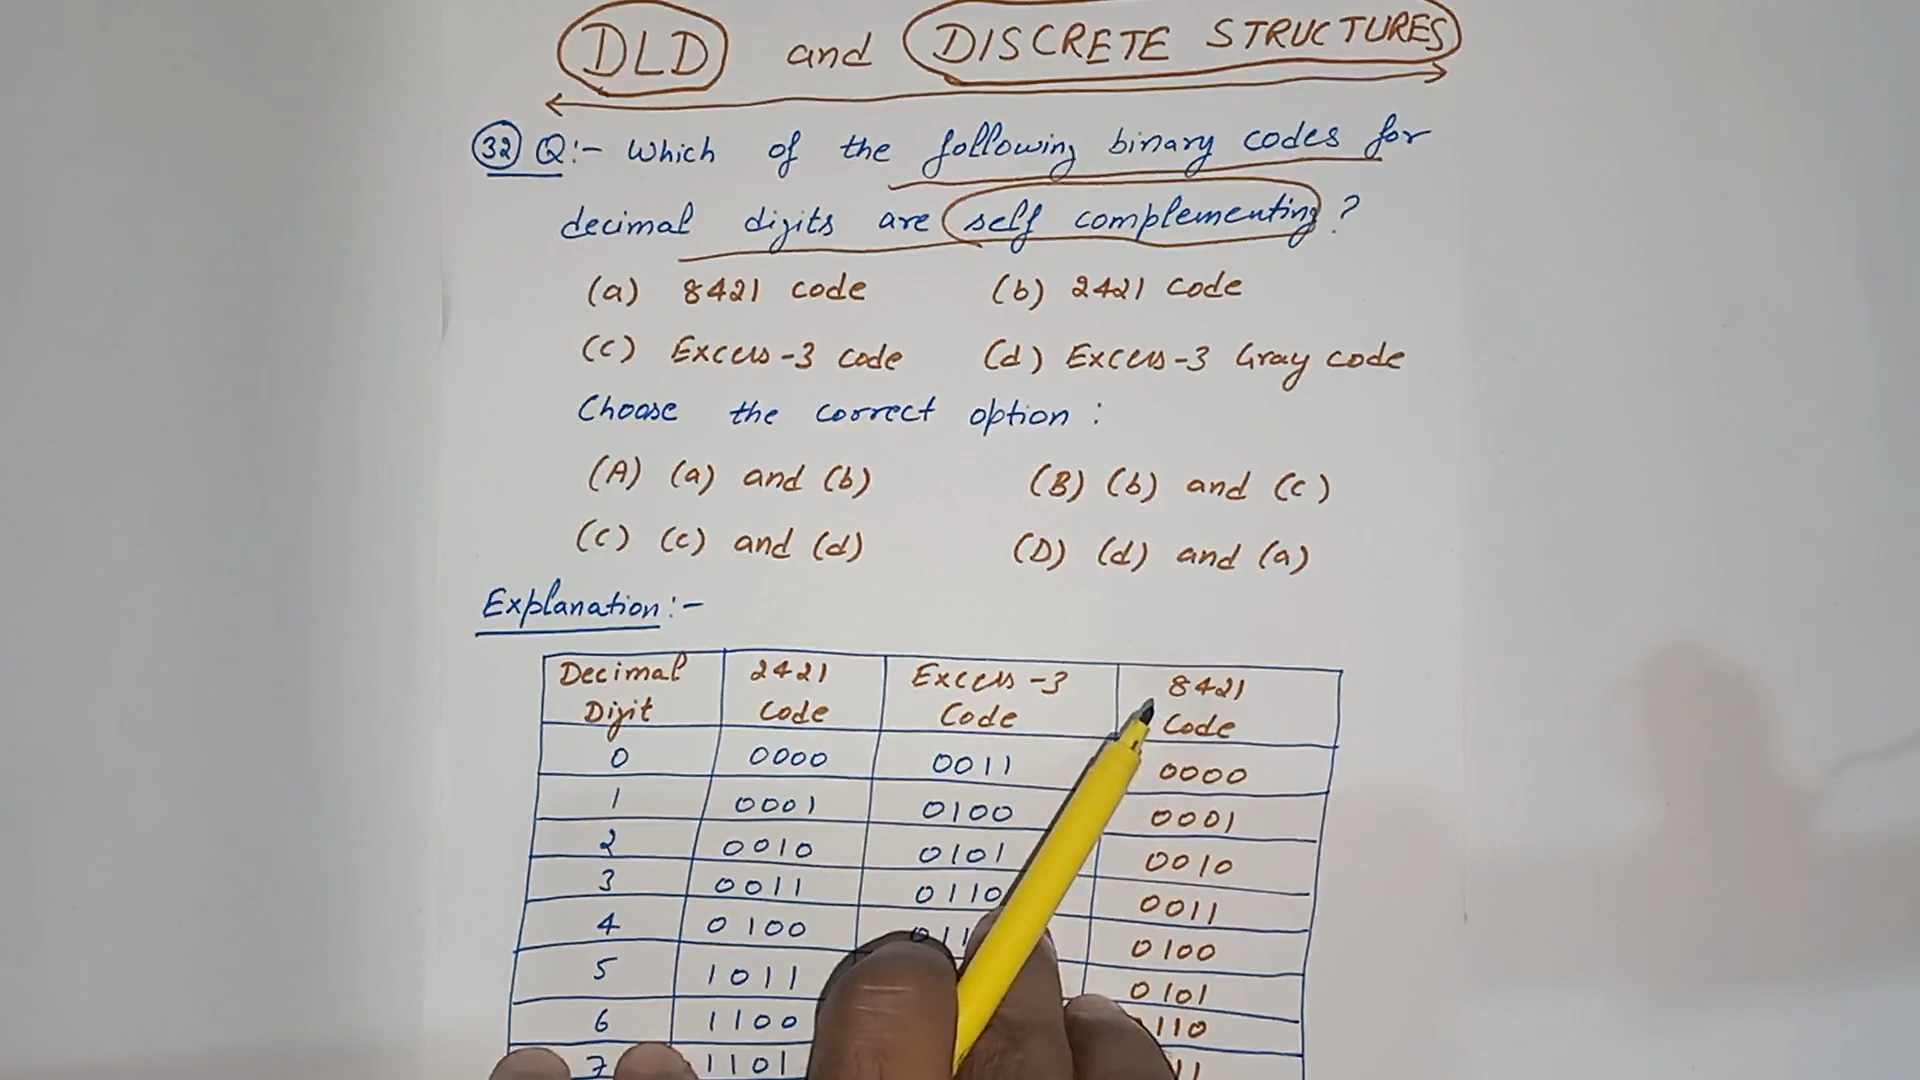 DLD and DISCRETE STRUCTURES
32 Q:- Which of the following binary codes for
decimal digits are self complementing ?
(a) 8421 code (b) 2421 code
(c) Excess-3 code (d) Excess-3 Gray code
Choose the correct option :
(A) (a) and (b) (B) (b) and (c)
(C) (c) and (d) (D) (d) and (a)
Explanation:-
Decimal Digit 2421 Code Excess-3 Code 8421 Code
0 0000 0011 0000
1 0001 0100 0001
2 0010 0101 0010
3 0011 0110 0011
4 0100 0100
5 1011 0101
6 1100
7 1101